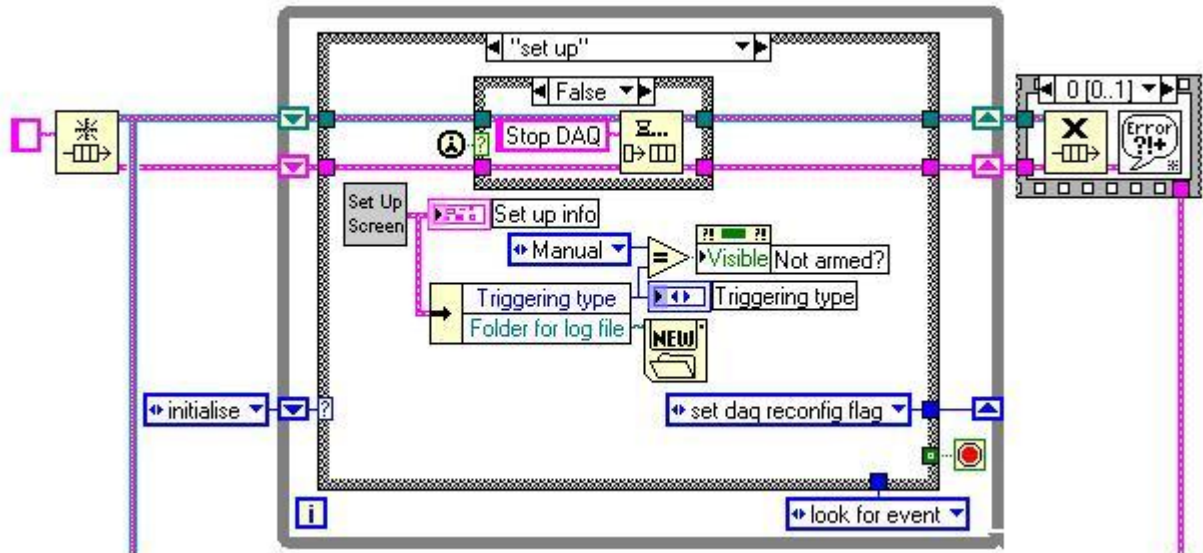 "set up"
False
0 [0..1]
Stop DAQ
Error
?!+
Set Up
Screen
Set up info
Manual
?! ?!
Visible
Not armed?
=
Triggering type
Triggering type
Folder for log file
NEW
initialise
?
?
set daq reconfig flag
i
look for event